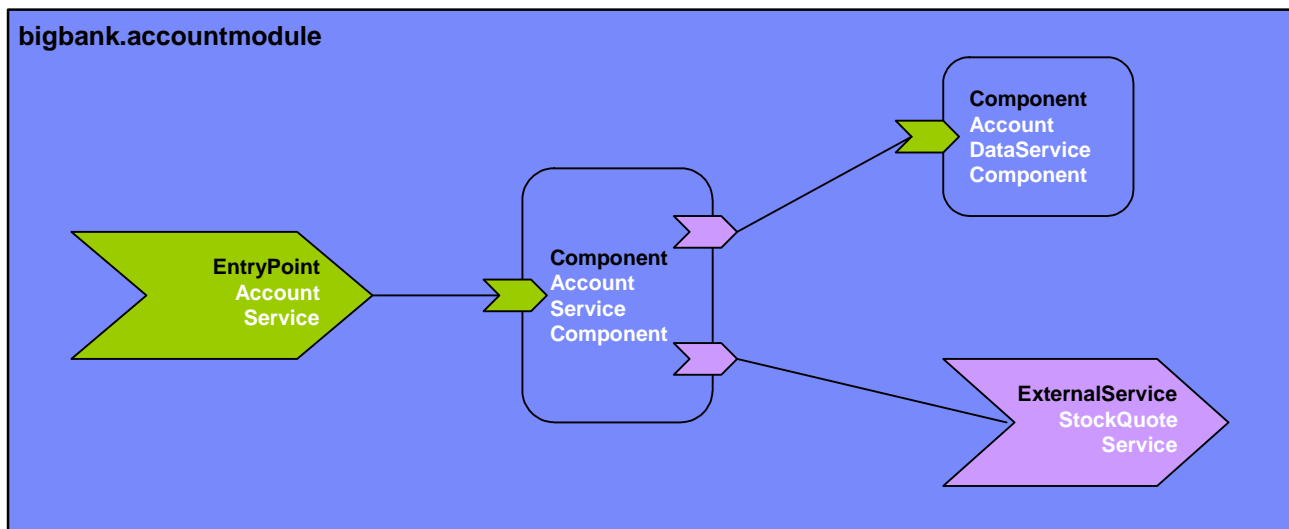 bigbank.accountmodule
Component
Account
DataService
Component
EntryPoint
Account
Service
Component
Account
Service
Component
ExternalService
StockQuote
Service